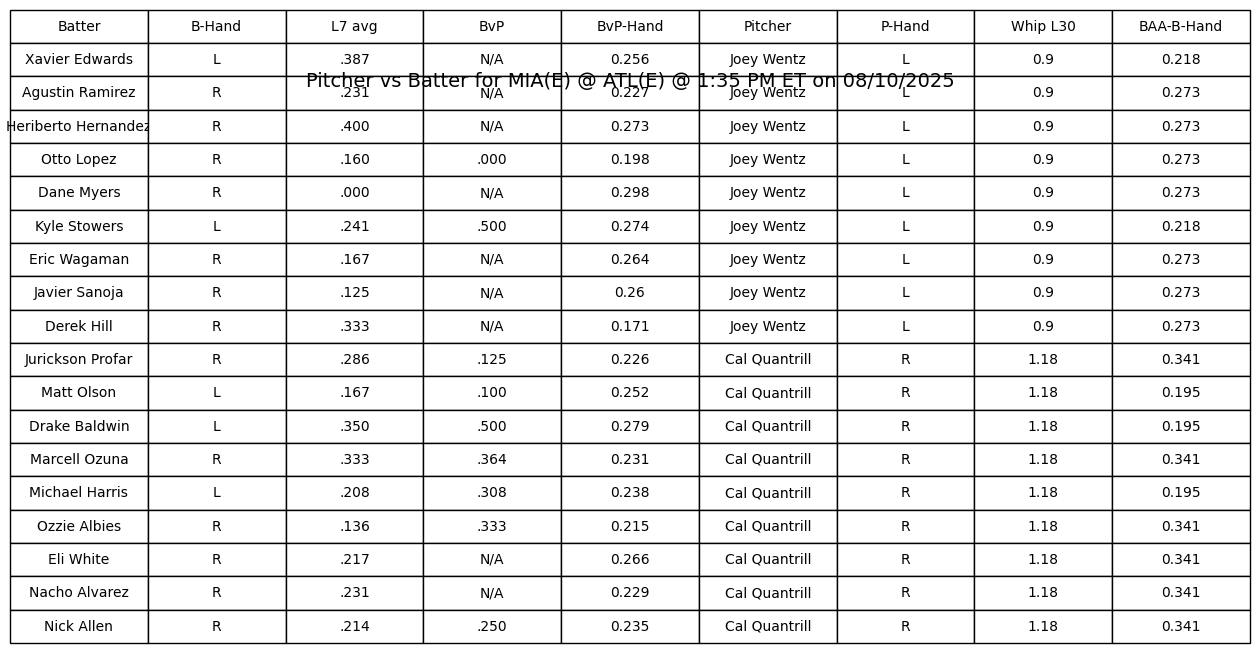 Batter B-Hand L7 avg BvP BvP-Hand Pitcher P-Hand Whip L30 BAA-B-Hand
Xavier Edwards L .387 N/A 0.256 Joey Wentz L 0.9 0.218
Pitcher vs Batter for MIA(E) @ ATL(E) @ 1:35 PM ET on 08/10/2025
Agustin Ramirez R .231 N/A 0.227 Joey Wentz L 0.9 0.273
Heriberto Hernandez R .400 N/A 0.273 Joey Wentz L 0.9 0.273
Otto Lopez R .160 .000 0.198 Joey Wentz L 0.9 0.273
Dane Myers R .000 N/A 0.298 Joey Wentz L 0.9 0.273
Kyle Stowers L .241 .500 0.274 Joey Wentz L 0.9 0.218
Eric Wagaman R .167 N/A 0.264 Joey Wentz L 0.9 0.273
Javier Sanoja R .125 N/A 0.26 Joey Wentz L 0.9 0.273
Derek Hill R .333 N/A 0.171 Joey Wentz L 0.9 0.273
Jurickson Profar R .286 .125 0.226 Cal Quantrill R 1.18 0.341
Matt Olson L .167 .100 0.252 Cal Quantrill R 1.18 0.195
Drake Baldwin L .350 .500 0.279 Cal Quantrill R 1.18 0.195
Marcell Ozuna R .333 .364 0.231 Cal Quantrill R 1.18 0.341
Michael Harris L .208 .308 0.238 Cal Quantrill R 1.18 0.195
Ozzie Albies R .136 .333 0.215 Cal Quantrill R 1.18 0.341
Eli White R .217 N/A 0.266 Cal Quantrill R 1.18 0.341
Nacho Alvarez R .231 N/A 0.229 Cal Quantrill R 1.18 0.341
Nick Allen R .214 .250 0.235 Cal Quantrill R 1.18 0.341